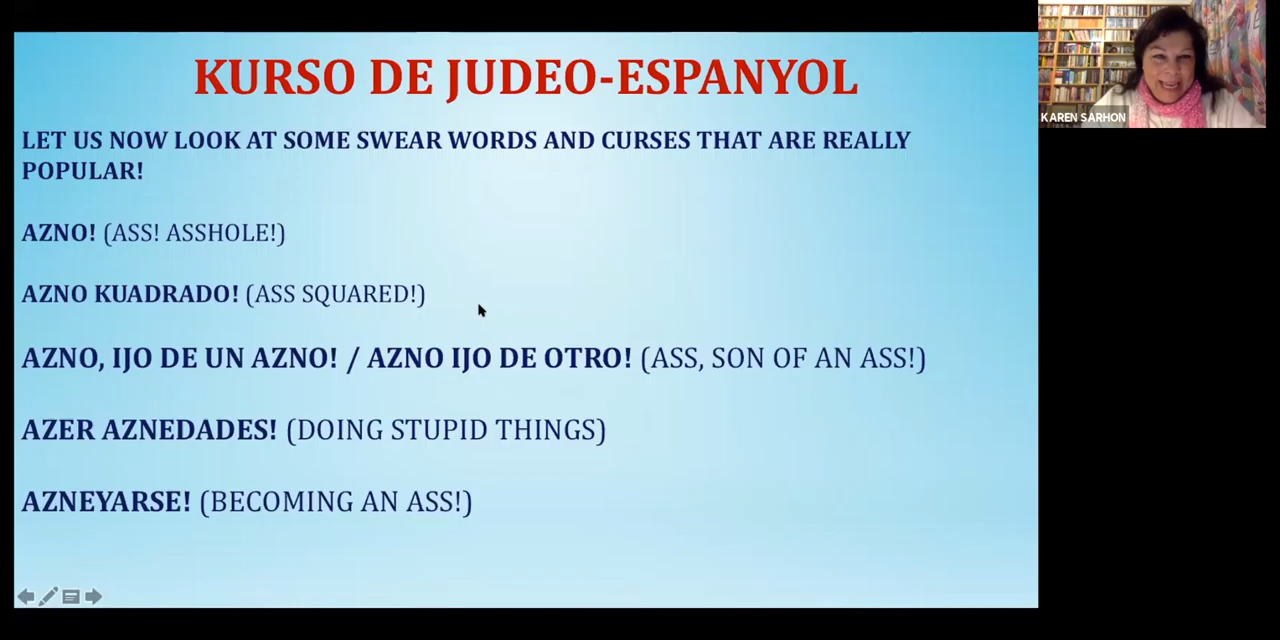 KURSO DE JUDEO-ESPANYOL
LET US NOW LOOK AT SOME SWEAR WORDS AND CURSES THAT ARE REALLY
POPULAR!
AZNO! (ASS! ASSHOLE!)
AZNO KUADRADO! (ASS SQUARED!)
AZNO, IJO DE UN AZNO! / AZNO IJO DE OTRO! (ASS, SON OF AN ASS!)
AZER AZNEDADES! (DOING STUPID THINGS)
AZNEYARSE! (BECOMING AN ASS!)
KAREN SARHON